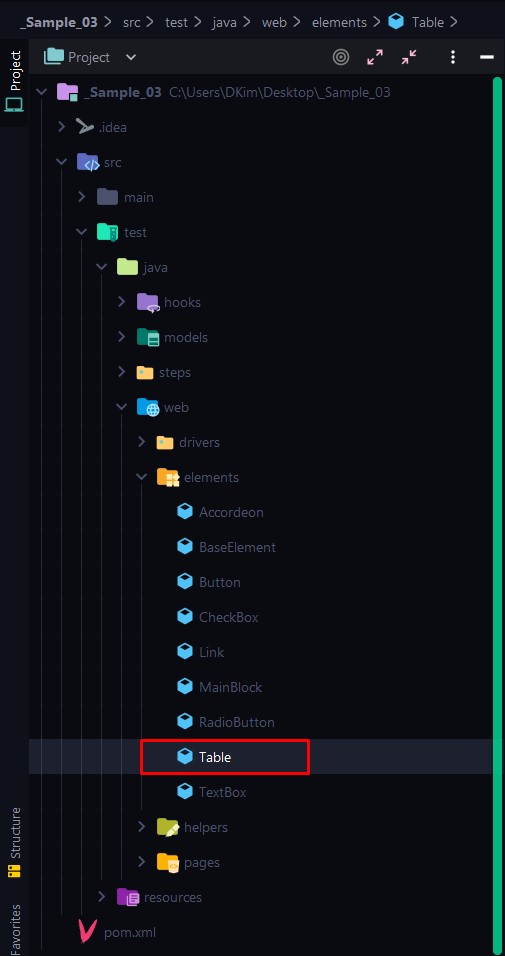 _Sample_03 > src > test > java > web > elements > Table >
Project
Project
_Sample_03 C:\Users\DKim\Desktop\_Sample_03
.idea
src
main
test
java
hooks
models
steps
web
drivers
elements
Accordeon
BaseElement
Button
CheckBox
Link
MainBlock
RadioButton
Table
TextBox
helpers
pages
resources
pom.xml
Structure
Favorites